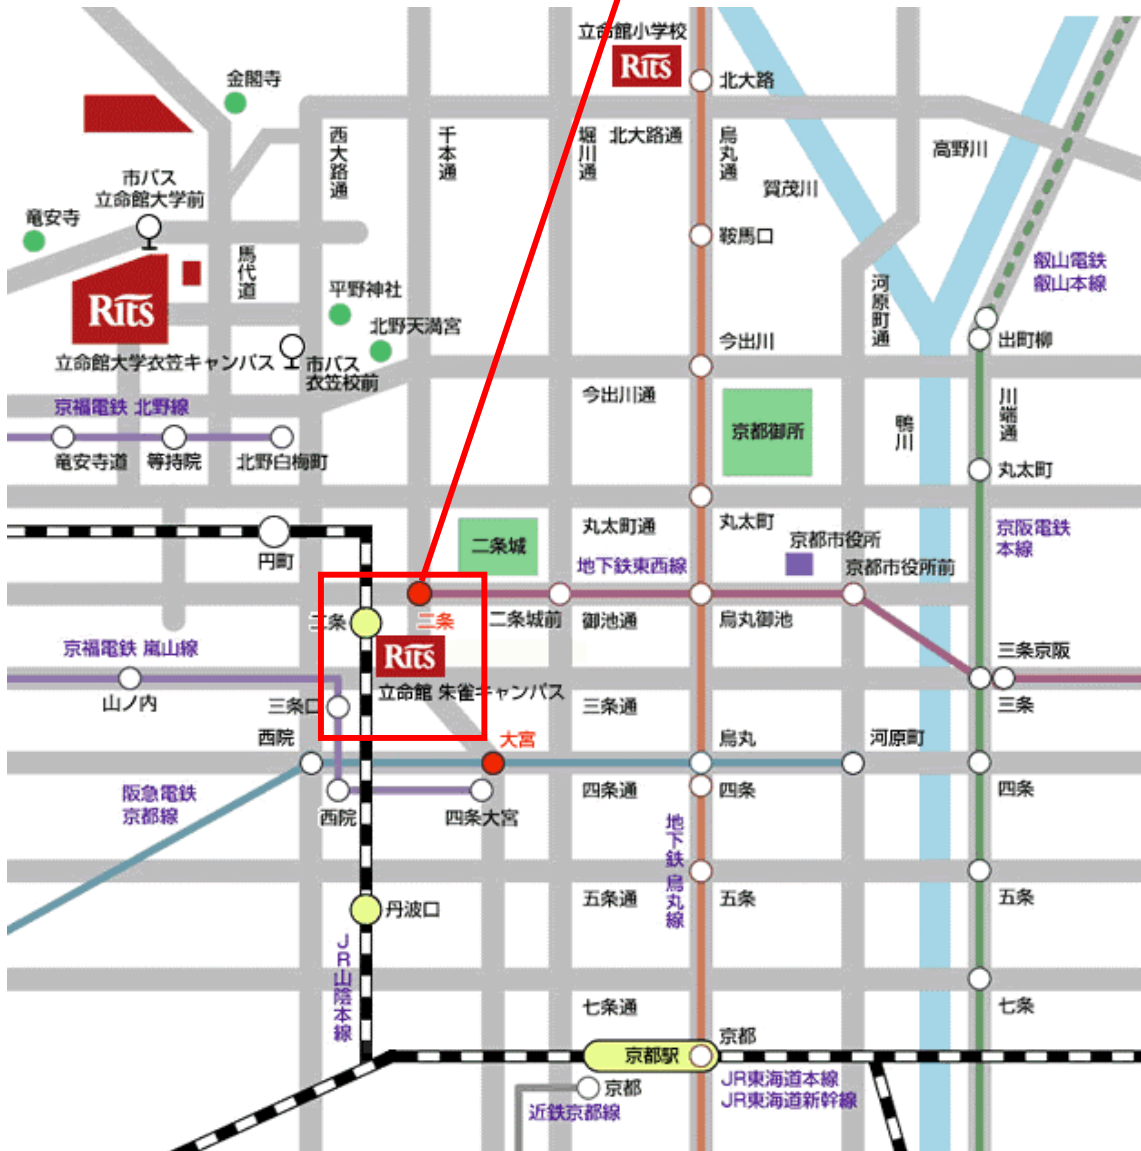 立命館小学校
Rits
北大路
金閣寺
西大路通
千本通
堀川通
北大路通
烏丸通
高野川
賀茂川
市バス
立命館大学前
竜安寺
鞍馬口
馬代道
叡山電鉄
叡山本線
Rits
平野神社
河原町通
北野天満宮
今出川
出町柳
立命館大学衣笠キャンパス
市バス
衣笠校前
京福電鉄 北野線
今出川通
京都御所
鴨川
川端通
竜安寺道
等持院
北野白梅町
丸太町
丸太町通
丸太町
京都市役所
京阪電鉄
本線
円町
二条城
地下鉄東西線
京都市役所前
二条
二条
二条城前
御池通
烏丸御池
京福電鉄 嵐山線
Rits
三条京阪
山ノ内
立命館 朱雀キャンパス
三条口
三条通
三条
西院
大宮
烏丸
河原町
阪急電鉄
京都線
西院
四条大宮
四条通
四条
四条
地下鉄 烏丸線
五条通
五条
五条
丹波口
JR山陰本線
七条通
七条
京都
京都駅
京都
近鉄京都線
JR東海道本線
JR東海道新幹線